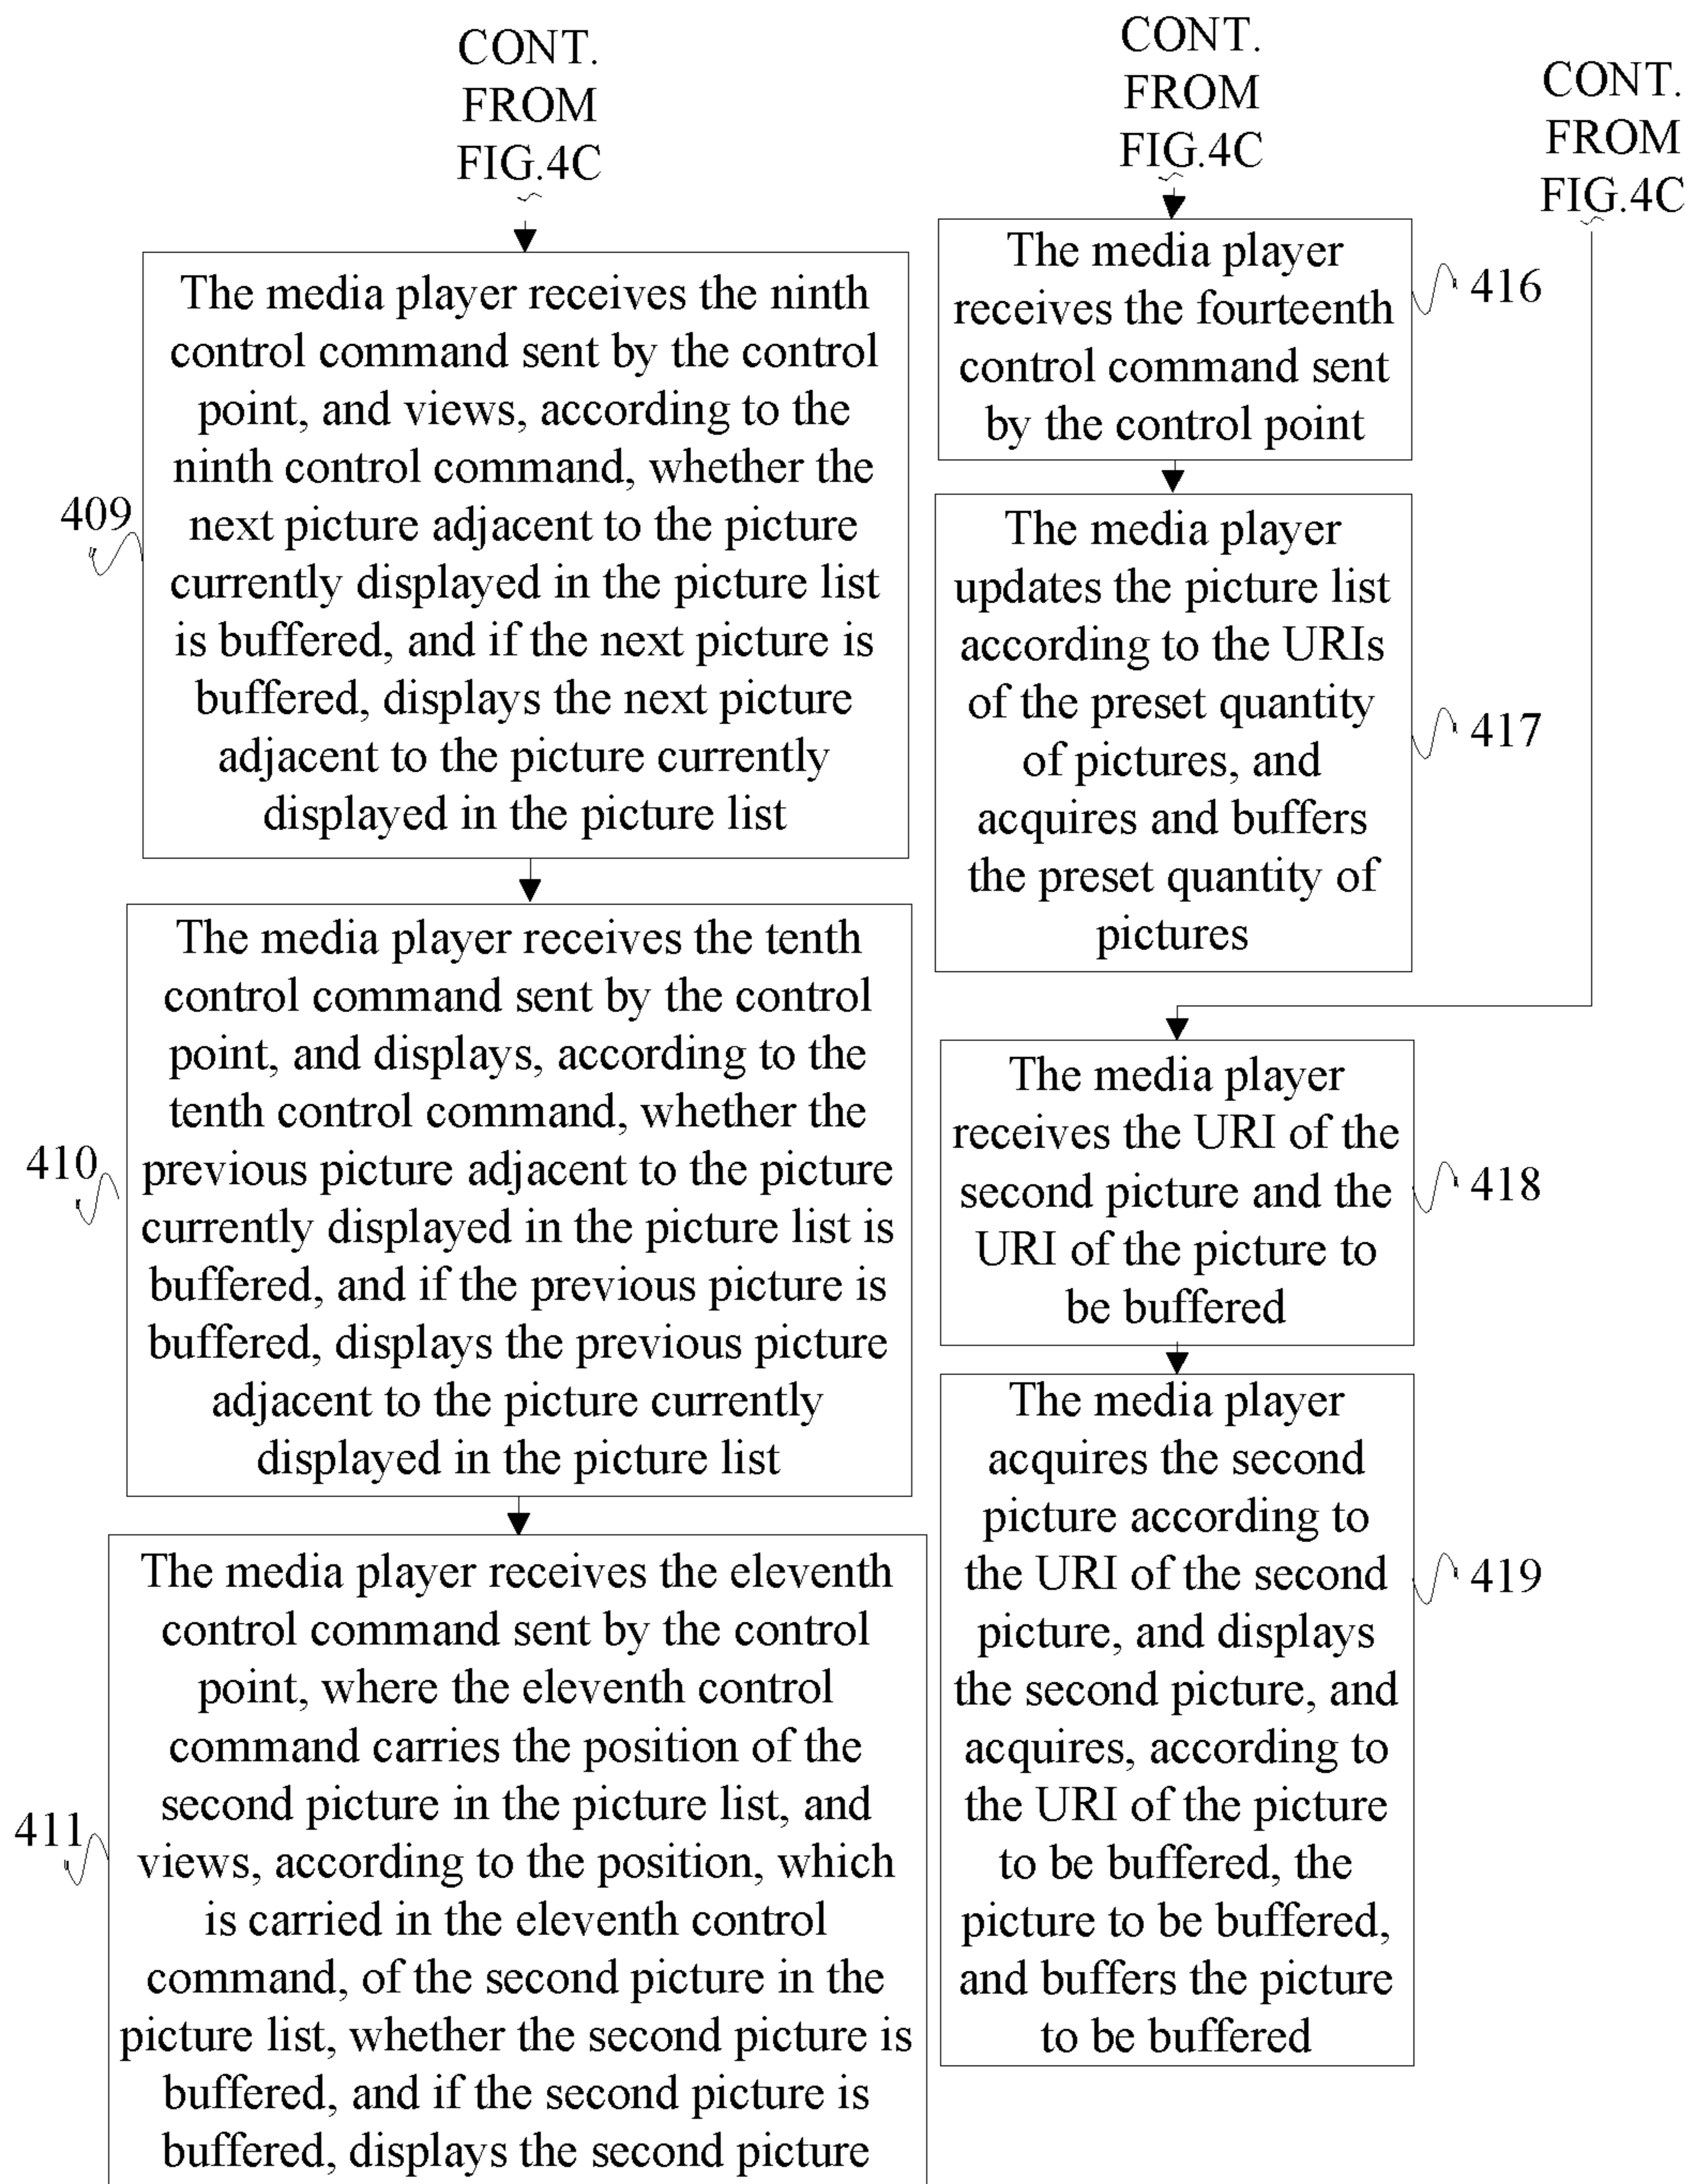 CONT.
FROM
FIG.4C
The media player receives the ninth
control command sent by the control
point, and views, according to the
ninth control command, whether the
next picture adjacent to the picture
currently displayed in the picture list
is buffered, and if the next picture is
buffered, displays the next picture
adjacent to the picture currently
displayed in the picture list
409
The media player receives the tenth
control command sent by the control
point, and displays, according to the
tenth control command, whether the
previous picture adjacent to the picture
currently displayed in the picture list is
buffered, and if the previous picture is
buffered, displays the previous picture
adjacent to the picture currently
displayed in the picture list
410
The media player receives the eleventh
control command sent by the control
point, where the eleventh control
command carries the position of the
second picture in the picture list, and
views, according to the position, which
is carried in the eleventh control
command, of the second picture in the
picture list, whether the second picture is
buffered, and if the second picture is
buffered, displays the second picture
411
CONT.
FROM
FIG.4C
The media player
receives the fourteenth
control command sent
by the control point
416
The media player
updates the picture list
according to the URIs
of the preset quantity
of pictures, and
acquires and buffers
the preset quantity of
pictures
417
CONT.
FROM
FIG.4C
The media player
receives the URI of the
second picture and the
URI of the picture to
be buffered
418
The media player
acquires the second
picture according to
the URI of the second
picture, and displays
the second picture, and
acquires, according to
the URI of the picture
to be buffered, the
picture to be buffered,
and buffers the picture
to be buffered
419